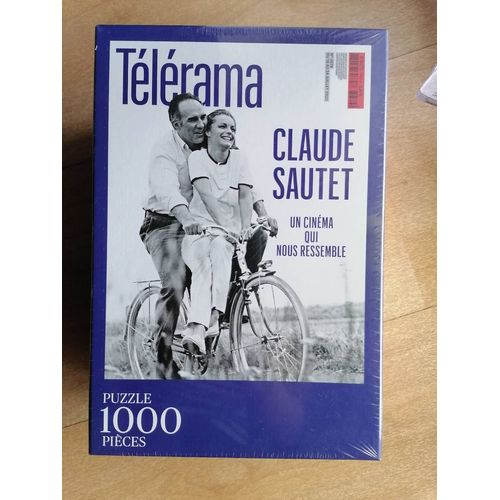 Télérama
CLAUDE
SAUTET
UN CINÉMA
QUI
NOUS RESSEMBLE
PUZZLE
1000
PIÈCES